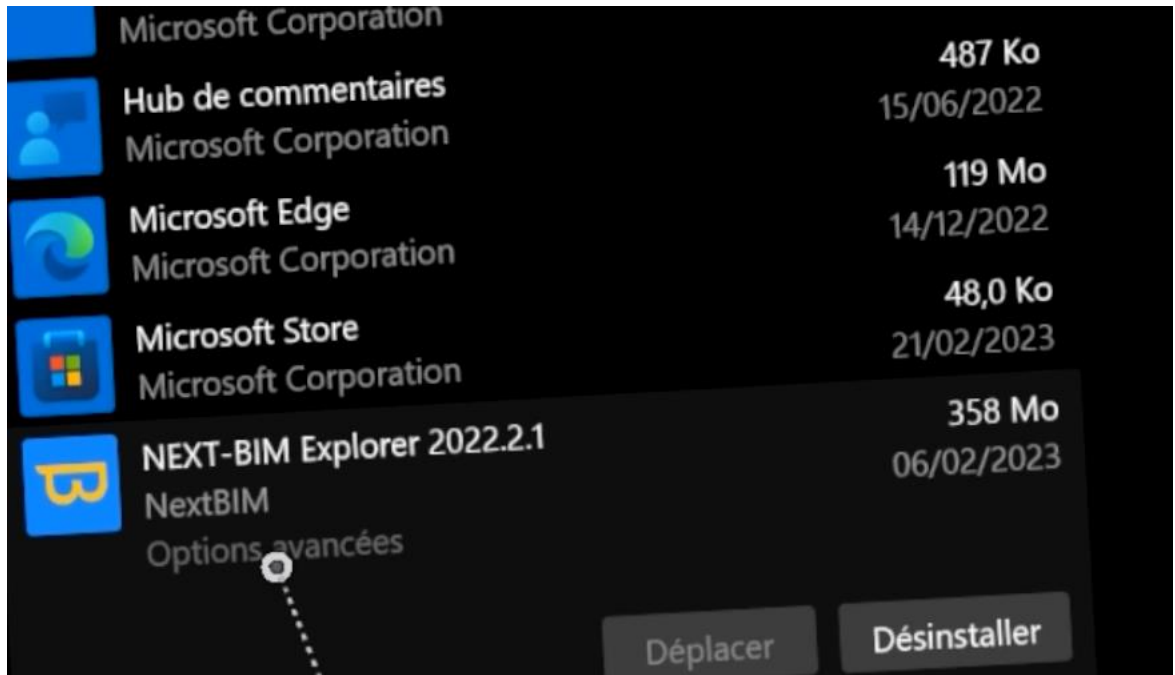 Microsoft Corporation
Hub de commentaires
487 Ko
Microsoft Corporation
15/06/2022
Microsoft Edge
119 Mo
Microsoft Corporation
14/12/2022
Microsoft Store
48,0 Ko
Microsoft Corporation
21/02/2023
NEXT-BIM Explorer 2022.2.1
358 Mo
NextBIM
06/02/2023
Options avancées
Déplacer
Désinstaller